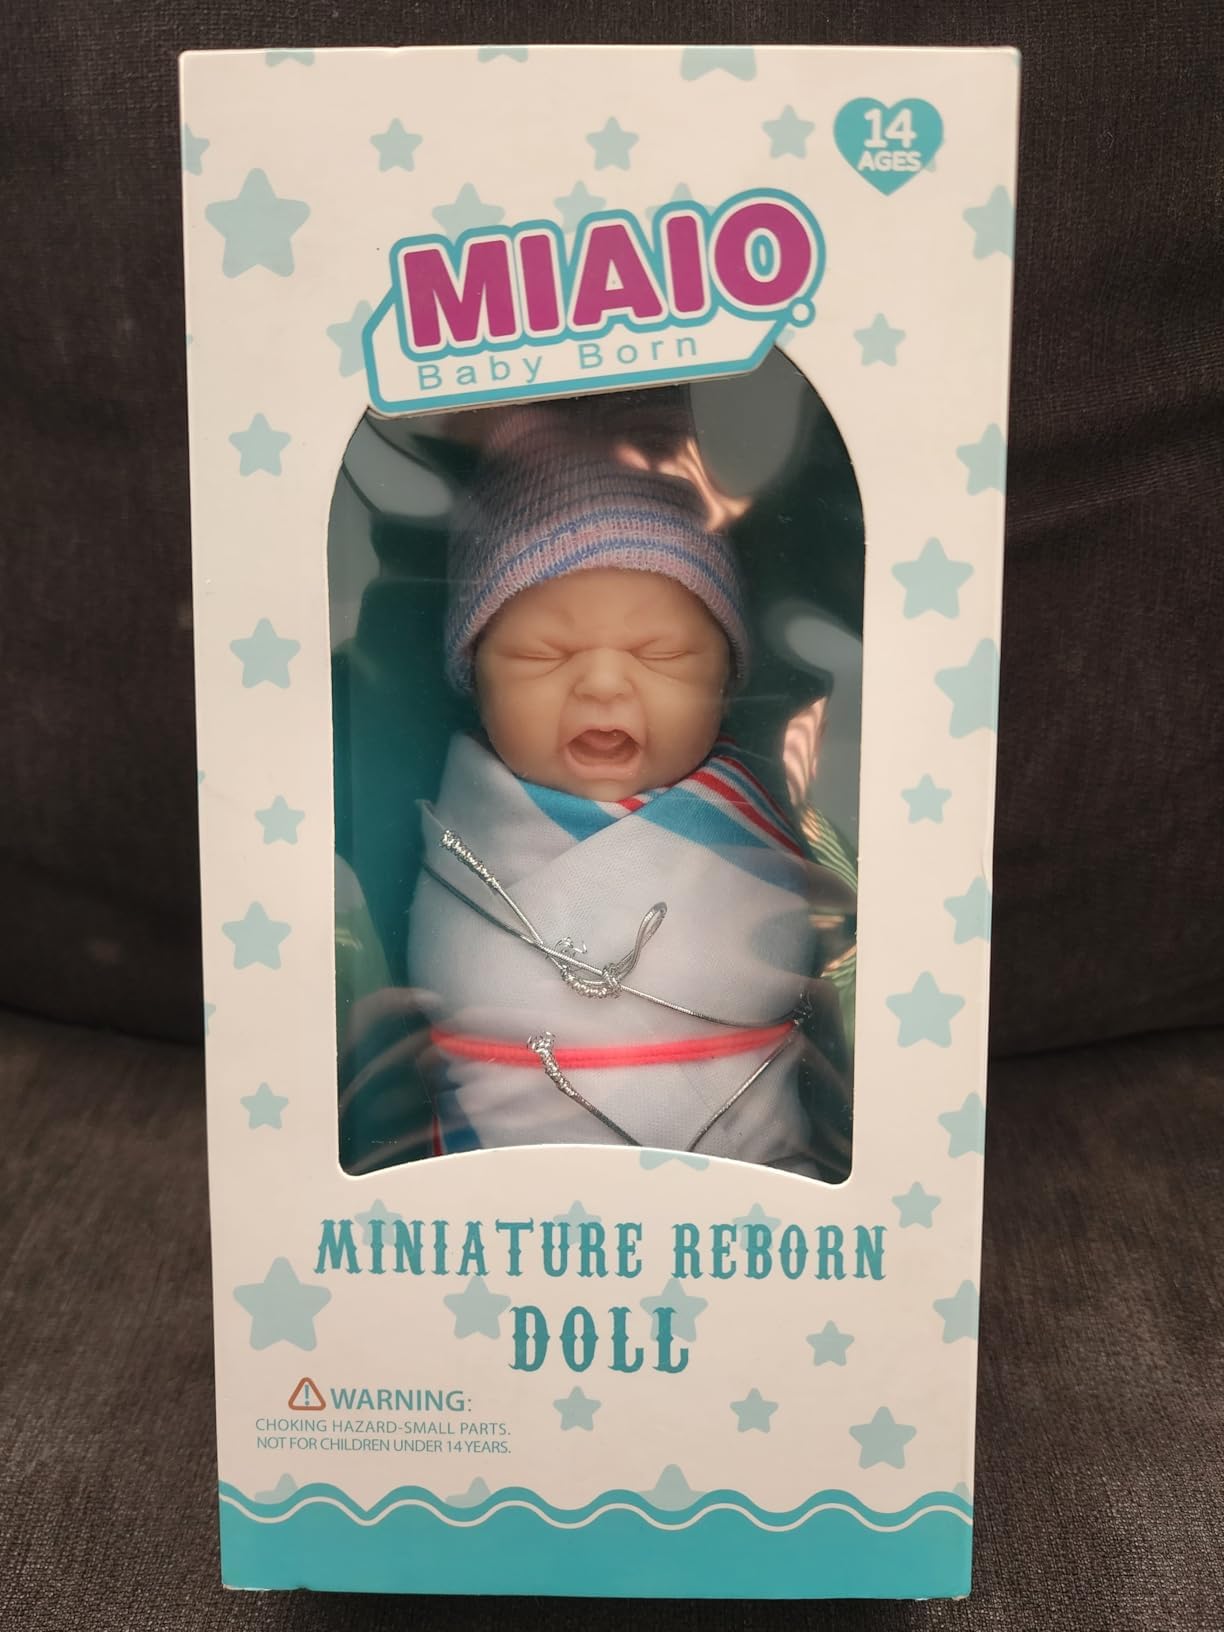 14
AGES
MIAIO
Baby Born
MINIATURE REBORN
DOLL
WARNING:
CHOKING HAZARD-SMALL PARTS.
NOT FOR CHILDREN UNDER 14 YEARS.